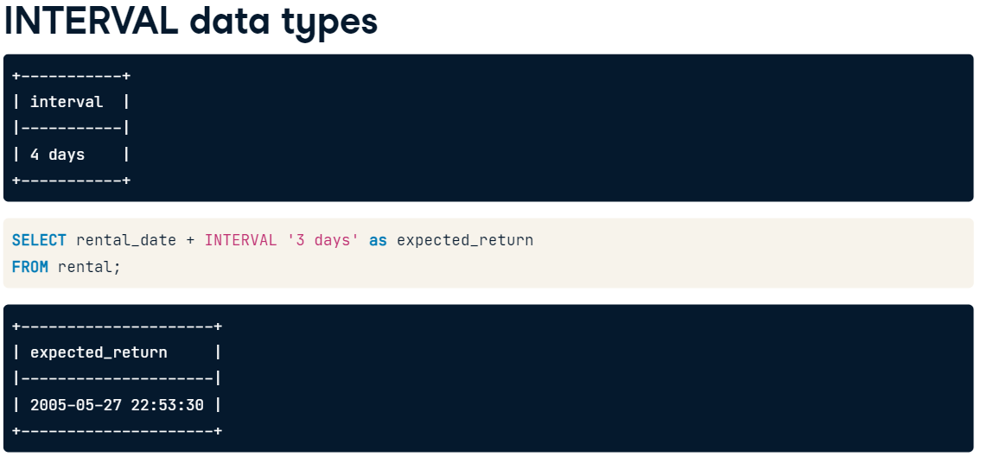 INTERVAL data types
+-----------+
| interval  |
|-----------|
| 4 days    |
+-----------+
SELECT rental_date + INTERVAL '3 days' as expected_return
FROM rental;
+---------------------+
| expected_return     |
|---------------------|
| 2005-05-27 22:53:30 |
+---------------------+